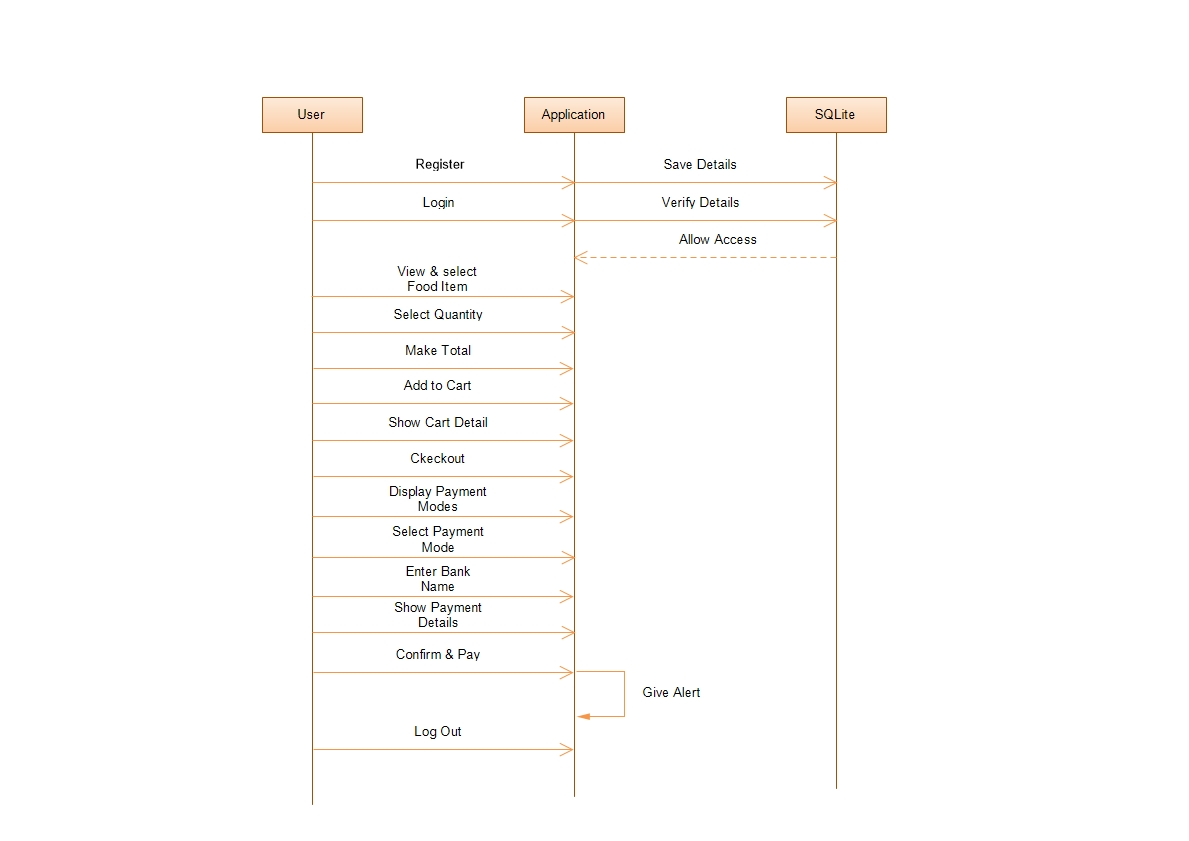 User
Application
SQLite
Register
Save Details
Login
Verify Details
Allow Access
View & select
Food Item
Select Quantity
Make Total
Add to Cart
Show Cart Detail
Ckeckout
Display Payment
Modes
Select Payment
Mode
Enter Bank
Name
Show Payment
Details
Confirm & Pay
Give Alert
Log Out